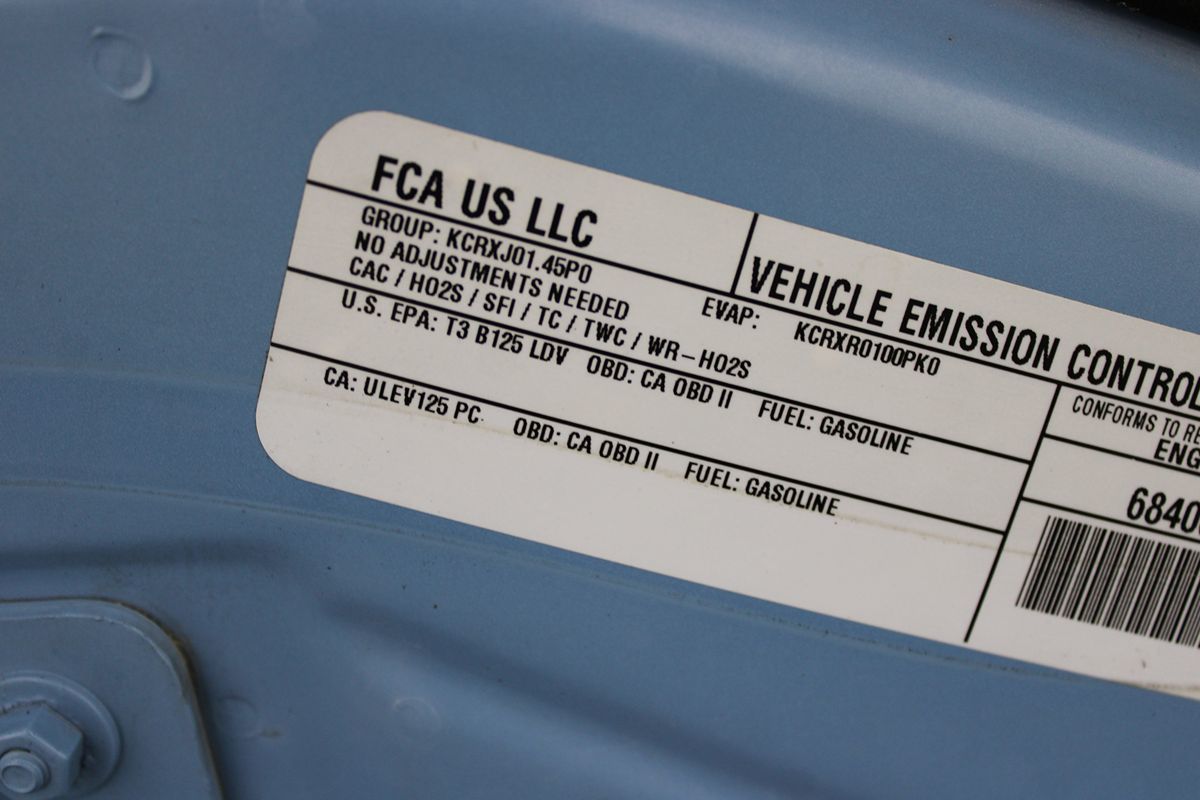 FCA US LLC
VEHICLE EMISSION CONTROL
GROUP: KCRXJ01.45P0
EVAP: KCRXR0100PK0
NO ADJUSTMENTS NEEDED
CAC / HO2S / SFI / TC / TWC / WR-HO2S
U.S. EPA: T3 B125 LDV OBD: CA OBD II FUEL: GASOLINE
CA: ULEV125 PC OBD: CA OBD II FUEL: GASOLINE
CONFORMS TO RE
ENG
6840